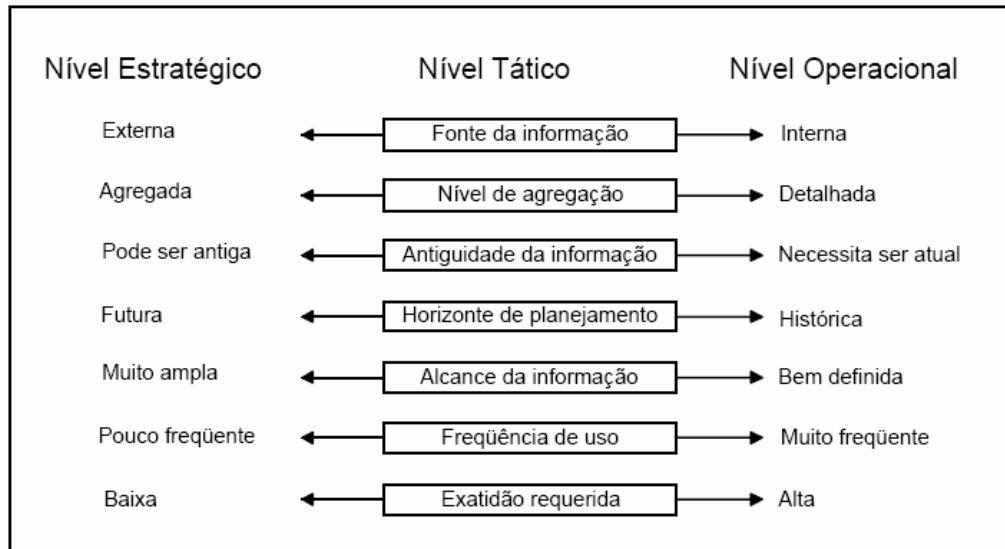 Nível Estratégico Nível Tático Nível Operacional
Externa Fonte da informação Interna
Agregada Nível de agregação Detalhada
Pode ser antiga Antiguidade da informação Necessita ser atual
Futura Horizonte de planejamento Histórica
Muito ampla Alcance da informação Bem definida
Pouco freqüente Freqüência de uso Muito freqüente
Baixa Exatidão requerida Alta